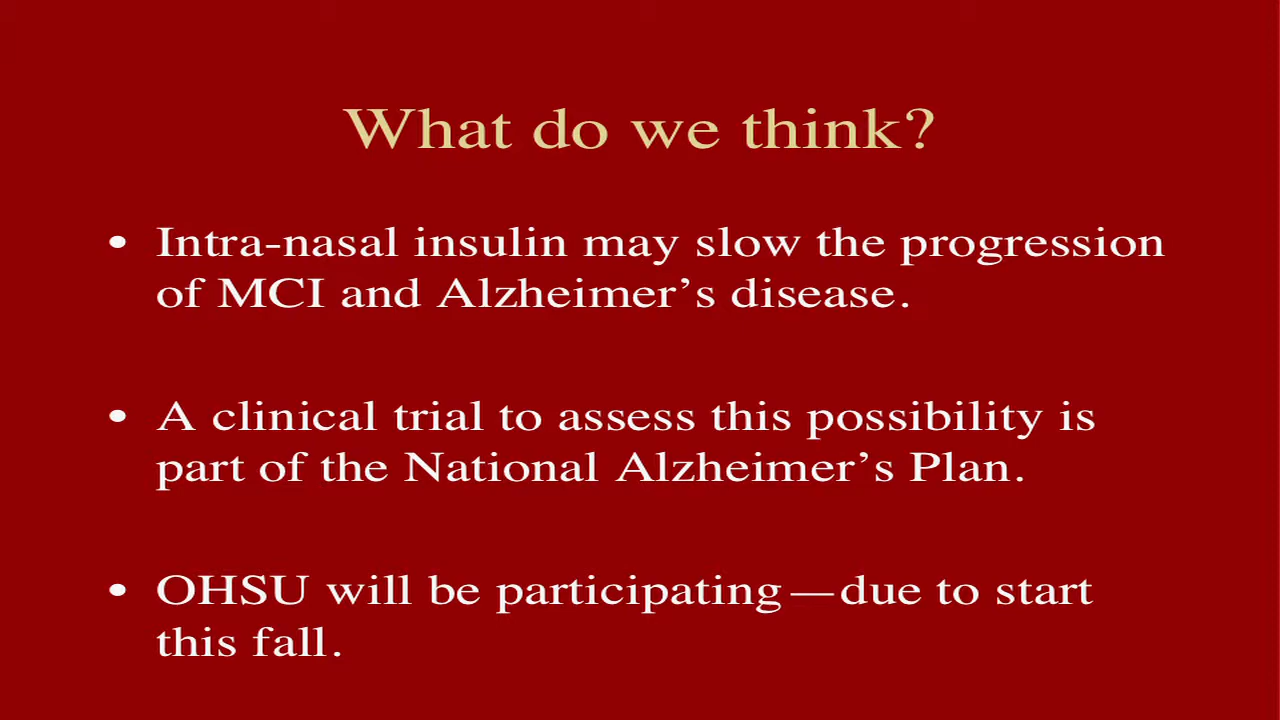 What do we think?
• Intra-nasal insulin may slow the progression
of MCI and Alzheimer’s disease.
• A clinical trial to assess this possibility is
part of the National Alzheimer’s Plan.
• OHSU will be participating—due to start
this fall.